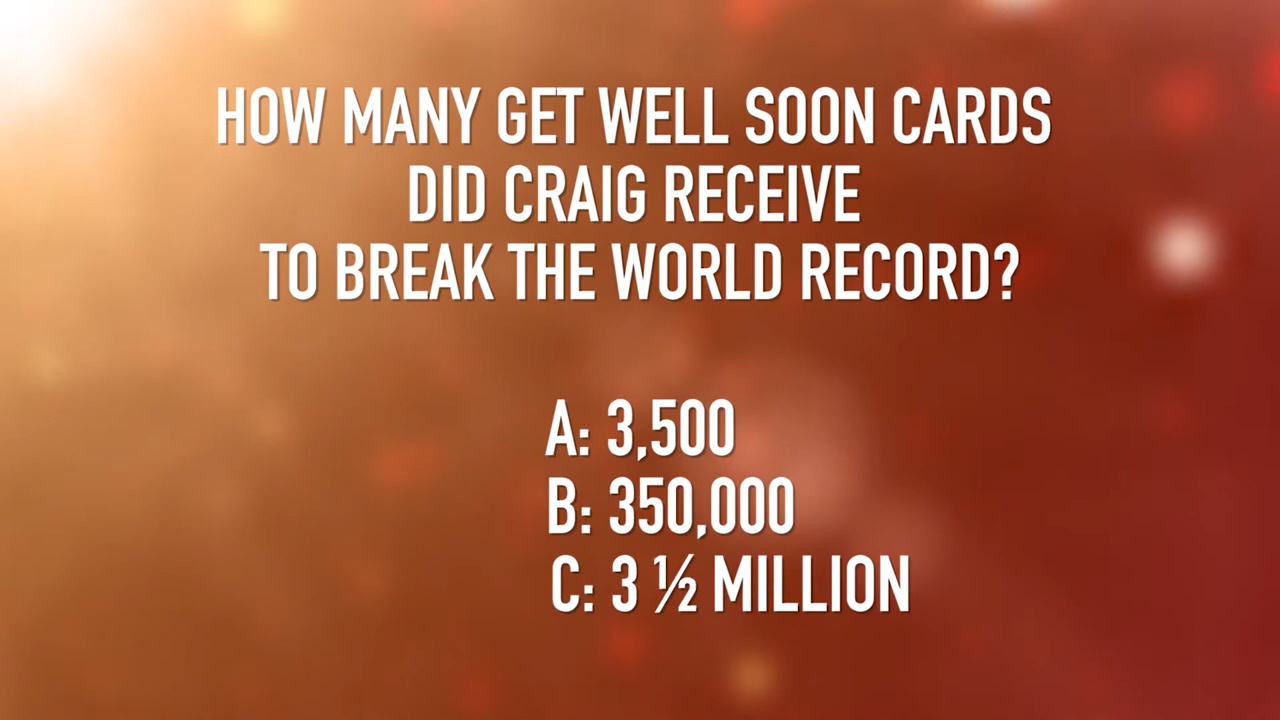 HOW MANY GET WELL SOON CARDS
DID CRAIG RECEIVE
TO BREAK THE WORLD RECORD?
A: 3,500
B: 350,000
C: 3 ½ MILLION